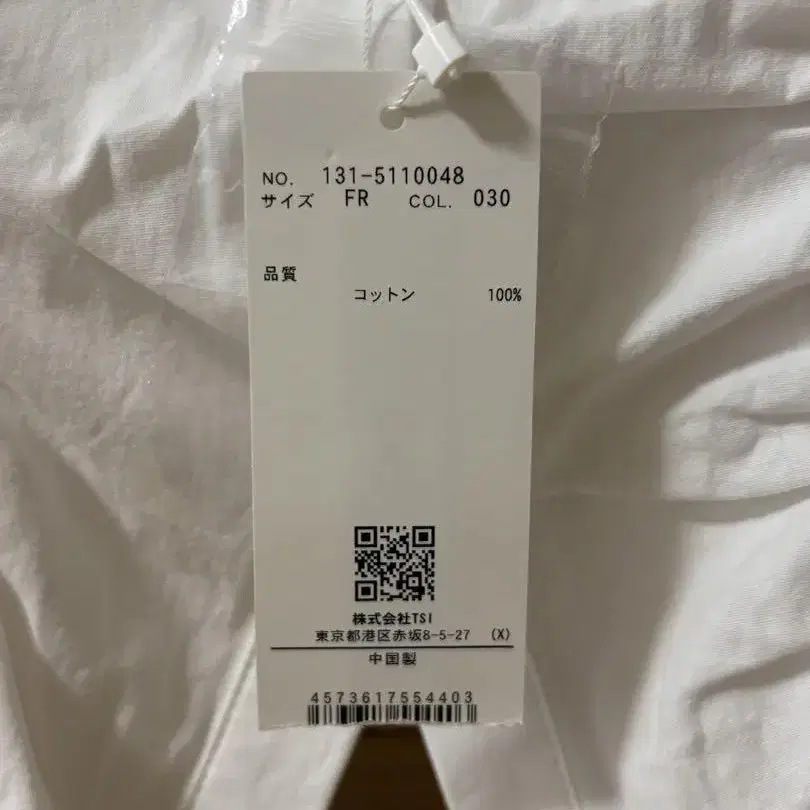 NO. 131-5110048
サイズ FR COL. 030
品質
コットン 100%
株式会社TSI
東京都港区赤坂8-5-27 (X)
中国製
4573617554403